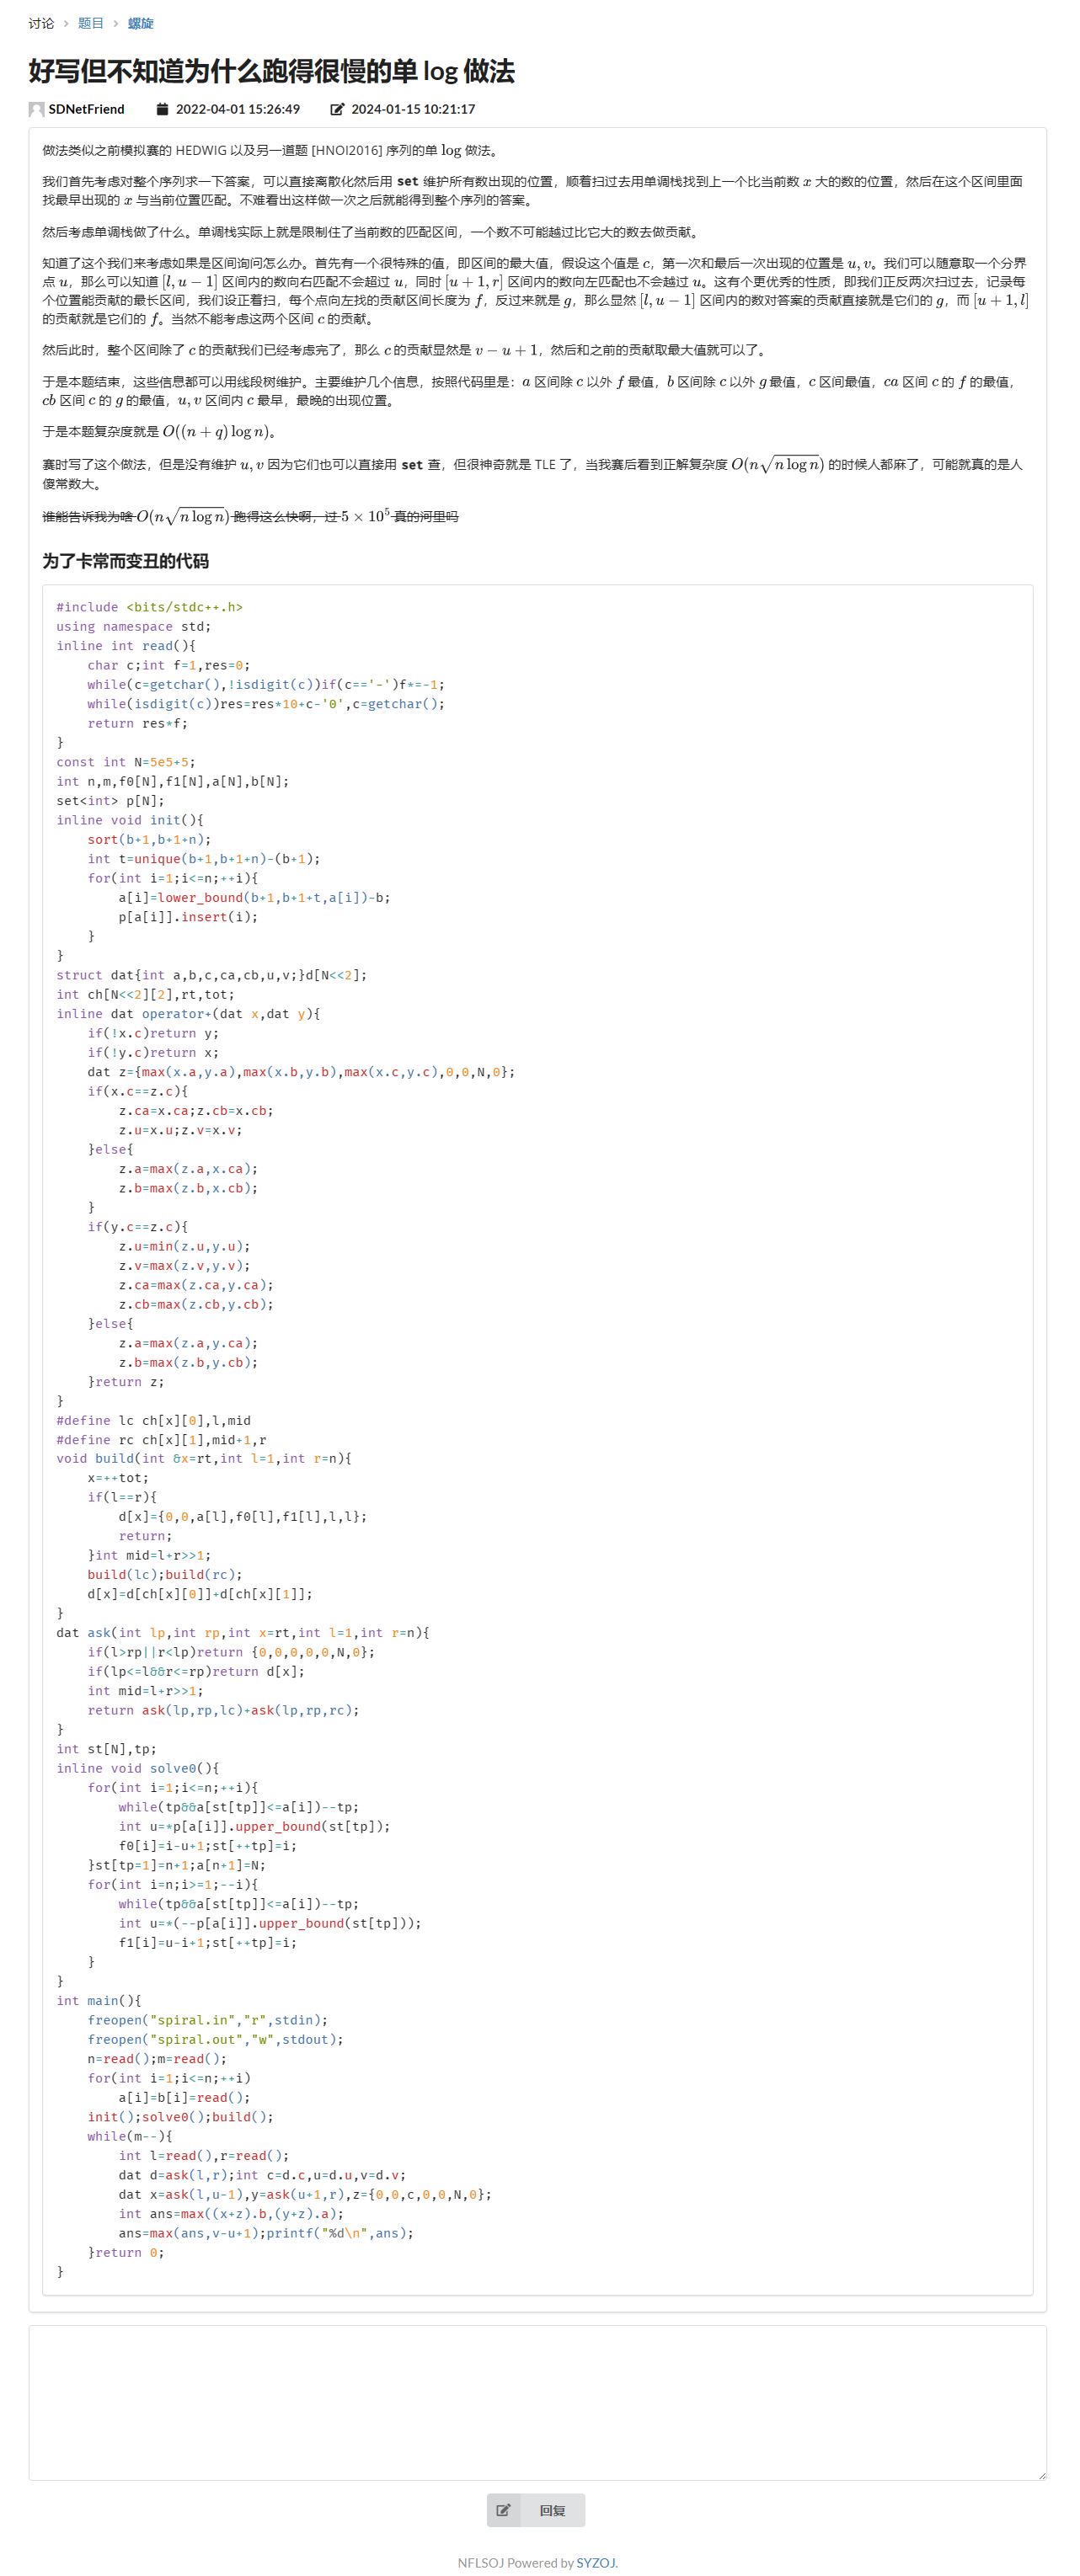 讨论 > 题目 > 螺旋
好写但不知道为什么跑得很慢的单 log 做法
SDNetFriend 2022-04-01 15:26:49 2024-01-15 10:21:17
做法类似之前模拟赛的 HEDWIG 以及另一道题 [HNOI2016] 序列的单 log 做法。
我们首先考虑对整个序列求一下答案，可以直接离散化然后用 set 维护所有数出现的位置，顺着扫过去用单调栈找到上一个比当前数 x 大的数的位置，然后在这个区间里面
找最早出现的 x 与当前位置匹配。不难看出这样做一次之后就能得到整个序列的答案。
然后考虑单调栈做了什么。单调栈实际上就是限制住了当前数的匹配区间，一个数不可能越过比它大的数去做贡献。
知道了这个我们来考虑如果是区间询问怎么办。首先有一个很特殊的值，即区间的最大值，假设这个值是 c，第一次和最后一次出现的位置是 u, v。我们可以随意取一个分界
点 u，那么可以知道 [l, u − 1] 区间内的数向右匹配不会超过 u，同时 [u + 1, r] 区间内的数向左匹配也不会越过 u。这有个更优秀的性质，即我们正反两次扫过去，记录每
个位置能贡献的最长区间，我们设正着扫，每个点向左找的贡献区间长度为 f，反过来就是 g，那么显然 [l, u − 1] 区间内的数对答案的贡献直接就是它们的 g，而 [u + 1, l]
的贡献就是它们的 f。当然不能考虑这两个区间 c 的贡献。
然后此时，整个区间除了 c 的贡献我们已经考虑完了，那么 c 的贡献显然是 v − u + 1，然后和之前的贡献取最大值就可以了。
于是本题结束，这些信息都可以用线段树维护。主要维护几个信息，按照代码里是：a 区间除 c 以外 f 最值，b 区间除 c 以外 g 最值，c 区间最值，ca 区间 c 的 f 的最值，
cb 区间 c 的 g 的最值，u, v 区间内 c 最早，最晚的出现位置。
于是本题复杂度就是 O((n + q) log n)。
赛时写了这个做法，但是没有维护 u, v 因为它们也可以直接用 set 查，但很神奇就是 TLE 了，当我赛后看到正解复杂度 O(n√(n log n)) 的时候人都麻了，可能就真的是人
傻常数大。
谁能告诉我为啥 O(n√(n log n)) 跑得这么快啊，过 5 × 10^5 真的河里吗
为了卡常而变丑的代码
#include <bits/stdc++.h>
using namespace std;
inline int read(){
    char c;int f=1,res=0;
    while(c=getchar(),!isdigit(c))if(c=='-')f*=-1;
    while(isdigit(c))res=res*10+c-'0',c=getchar();
    return res*f;
}
const int N=5e5+5;
int n,m,f0[N],f1[N],a[N],b[N];
set<int> p[N];
inline void init(){
    sort(b+1,b+1+n);
    int t=unique(b+1,b+1+n)-(b+1);
    for(int i=1;i<=n;++i){
        a[i]=lower_bound(b+1,b+1+t,a[i])-b;
        p[a[i]].insert(i);
    }
}
struct dat{int a,b,c,ca,cb,u,v;}d[N<<2];
int ch[N<<2][2],rt,tot;
inline dat operator+(dat x,dat y){
    if(!x.c)return y;
    if(!y.c)return x;
    dat z={max(x.a,y.a),max(x.b,y.b),max(x.c,y.c),0,0,N,0};
    if(x.c==z.c){
        z.ca=x.ca;z.cb=x.cb;
        z.u=x.u;z.v=x.v;
    }else{
        z.a=max(z.a,x.ca);
        z.b=max(z.b,x.cb);
    }
    if(y.c==z.c){
        z.u=min(z.u,y.u);
        z.v=max(z.v,y.v);
        z.ca=max(z.ca,y.ca);
        z.cb=max(z.cb,y.cb);
    }else{
        z.a=max(z.a,y.ca);
        z.b=max(z.b,y.cb);
    }return z;
}
#define lc ch[x][0],l,mid
#define rc ch[x][1],mid+1,r
void build(int &x=rt,int l=1,int r=n){
    x=++tot;
    if(l==r){
        d[x]={0,0,a[l],f0[l],f1[l],l,l};
        return;
    }int mid=l+r>>1;
    build(lc);build(rc);
    d[x]=d[ch[x][0]]+d[ch[x][1]];
}
dat ask(int lp,int rp,int x=rt,int l=1,int r=n){
    if(l>rp||r<lp)return {0,0,0,0,0,N,0};
    if(lp<=l&&r<=rp)return d[x];
    int mid=l+r>>1;
    return ask(lp,rp,lc)+ask(lp,rp,rc);
}
int st[N],tp;
inline void solve0(){
    for(int i=1;i<=n;++i){
        while(tp&&a[st[tp]]<=a[i])--tp;
        int u=*p[a[i]].upper_bound(st[tp]);
        f0[i]=i-u+1;st[++tp]=i;
    }st[tp=1]=n+1;a[n+1]=N;
    for(int i=n;i>=1;--i){
        while(tp&&a[st[tp]]<=a[i])--tp;
        int u=*(--p[a[i]].upper_bound(st[tp]));
        f1[i]=u-i+1;st[++tp]=i;
    }
}
int main(){
    freopen("spiral.in","r",stdin);
    freopen("spiral.out","w",stdout);
    n=read();m=read();
    for(int i=1;i<=n;++i)
        a[i]=b[i]=read();
    init();solve0();build();
    while(m--){
        int l=read(),r=read();
        dat d=ask(l,r);int c=d.c,u=d.u,v=d.v;
        dat x=ask(l,u-1),y=ask(u+1,r),z={0,0,c,0,0,N,0};
        int ans=max((x+z).b,(y+z).a);
        ans=max(ans,v-u+1);printf("%d\n",ans);
    }return 0;
}
回复
NFLSOJ Powered by SYZOJ.